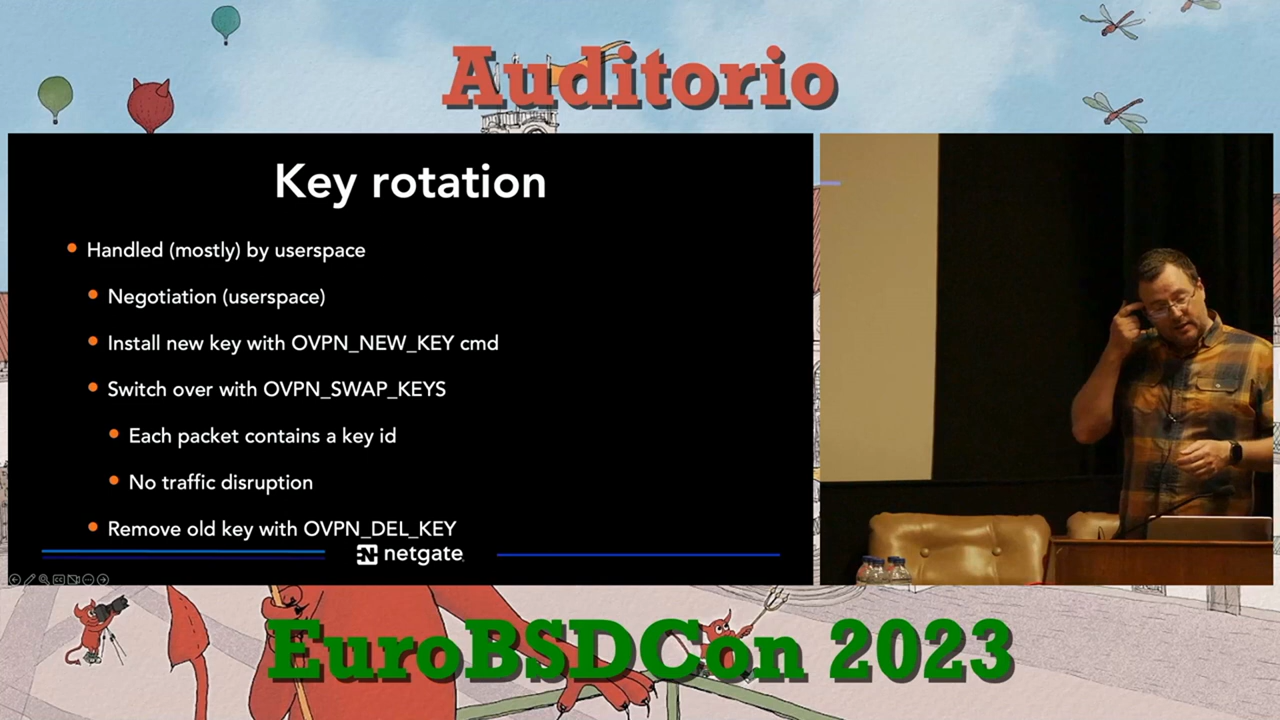 Auditorio
Key rotation
Handled (mostly) by userspace
Negotiation (userspace)
Install new key with OVPN_NEW_KEY cmd
Switch over with OVPN_SWAP_KEYS
Each packet contains a key id
No traffic disruption
Remove old key with OVPN_DEL_KEY
netgate
EuroBSDCon 2023